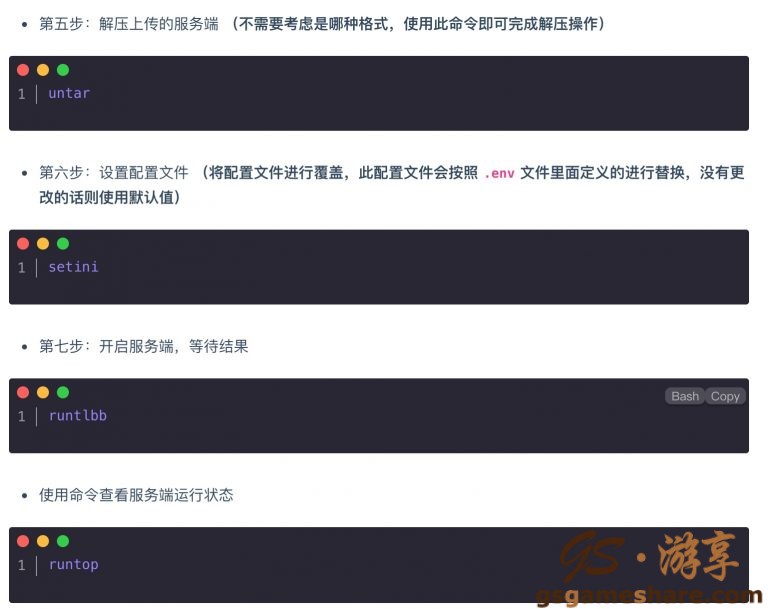 第五步：解压上传的服务端 （不需要考虑是哪种格式，使用此命令即可完成解压操作）
1 untar
第六步：设置配置文件 （将配置文件进行覆盖，此配置文件会按照 .env 文件里面定义的进行替换，没有更
改的话则使用默认值）
1 setini
第七步：开启服务端，等待结果
Bash Copy
1 runtlbb
使用命令查看服务端运行状态
1 runtop
GS·游享
gsgameshare.com